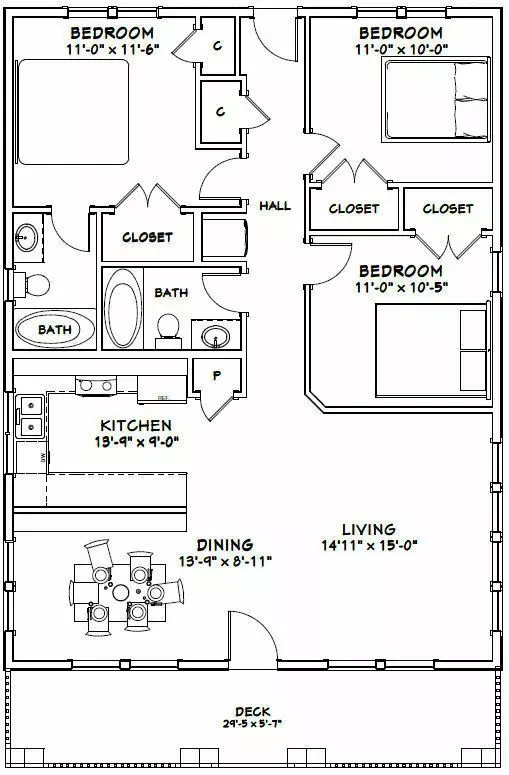 BEDROOM
11'-0" x 11'-6"
C
BEDROOM
11'-0" x 10'-0"
C
HALL
CLOSET
CLOSET
CLOSET
BEDROOM
11'-0" x 10'-5"
BATH
BATH
P
REF.
KITCHEN
13'-9" x 9'-0"
DW
LIVING
14'11" x 15'-0"
DINING
13'-9" x 8'-11"
DECK
29'-5 x 5'-7"